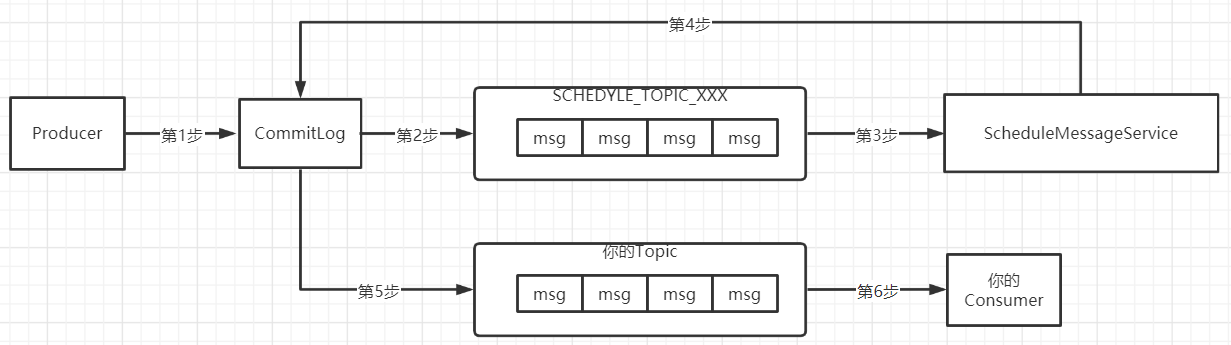 第4步
SCHEDYLE_TOPIC_XXX
Producer
第1步
CommitLog
第2步
msg msg msg msg
第3步
ScheduleMessageService
你的Topic
第5步
msg msg msg msg
第6步
你的
Consumer